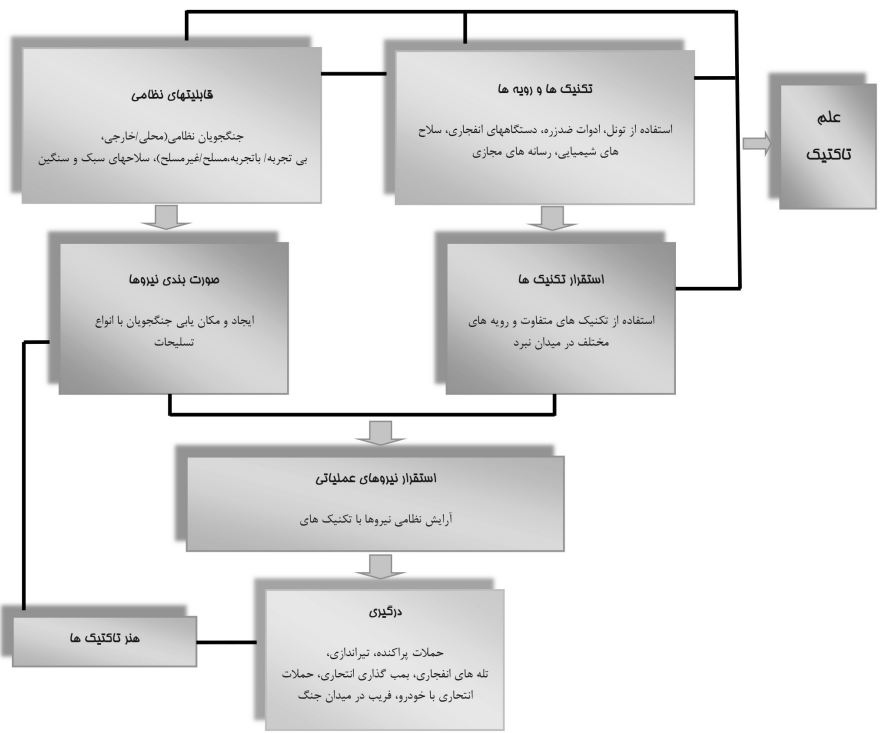 قابلیتهای نظامی
جنگجویان نظامی(محلی/خارجی،
بی تجربه/ باتجربه،مسلح/غیرمسلح)، سلاحهای سبک و سنگین
تکنیک ها و رویه ها
استفاده از تونل، ادوات ضدزره، دستگاههای انفجاری، سلاح
های شیمیایی، رسانه های مجازی
علم
تاکتیک
صورت بندی نیروها
ایجاد و مکان یابی جنگجویان با انواع
تسلیحات
استقرار تکنیک ها
استفاده از تکنیک های متفاوت و رویه های
مختلف در میدان نبرد
استقرار نیروهای عملیاتی
آرایش نظامی نیروها با تکنیک های
درگیری
حملات پراکنده، تیراندازی،
تله های انفجاری، بمب گذاری انتحاری، حملات
انتحاری با خودرو، فریب در میدان جنگ
هنر تاکتیک ها